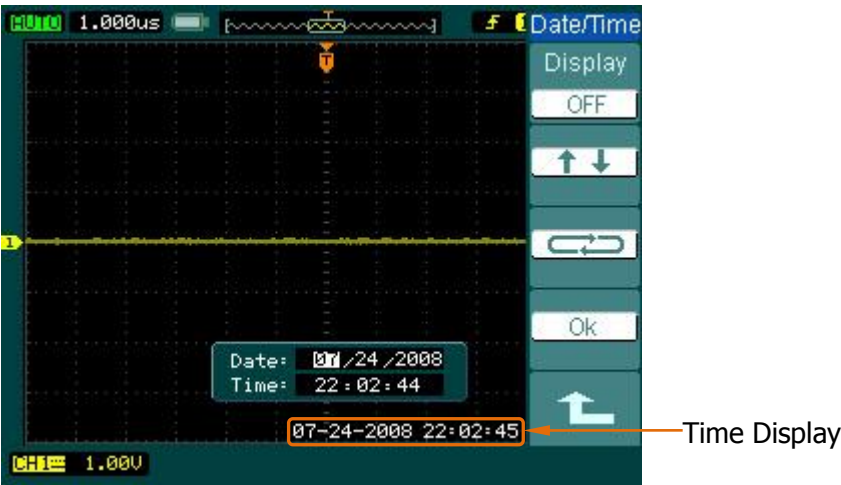 AUTO 1.000us
Date/Time
T
Display
OFF
1
Ok
Date: 07/24/2008
Time: 22:02:44
07-24-2008 22:02:45
Time Display
CH1 1.00V